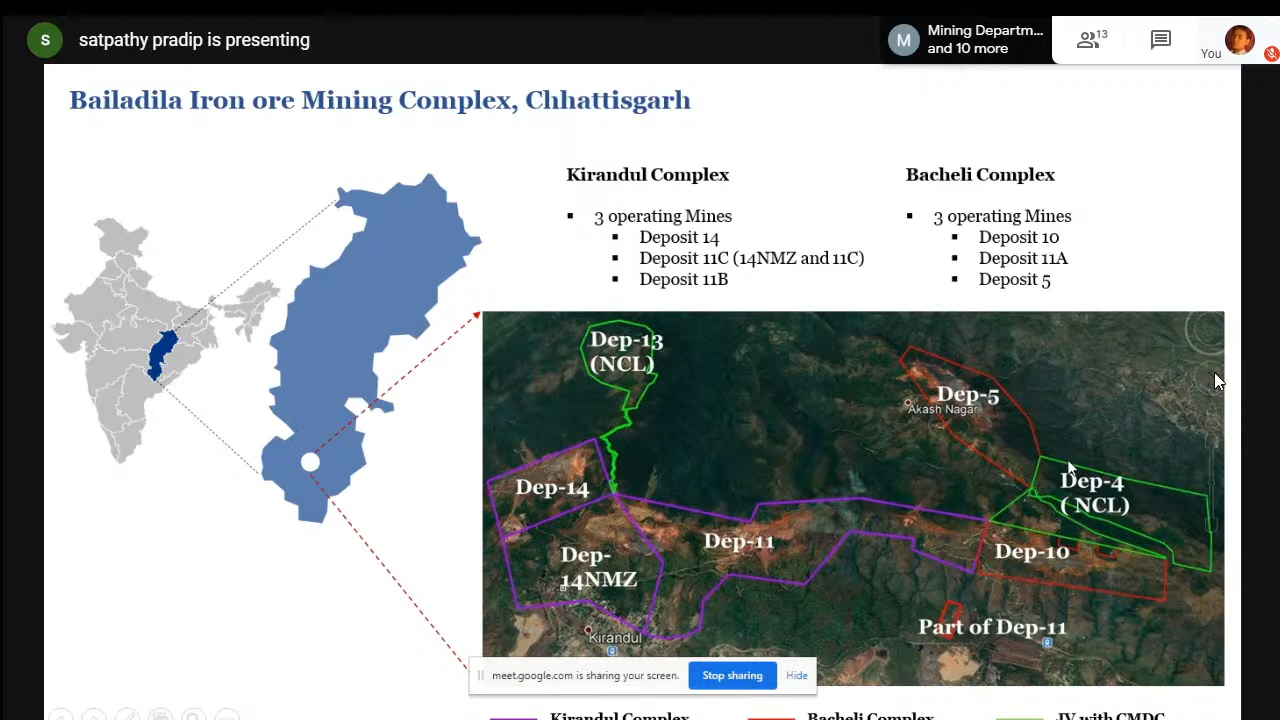 S
satpathy pradip is presenting
M
Mining Departm...
and 10 more
13
You
Bailadila Iron ore Mining Complex, Chhattisgarh
Kirandul Complex
▪ 3 operating Mines
▪ Deposit 14
▪ Deposit 11C (14NMZ and 11C)
▪ Deposit 11B
Bacheli Complex
▪ 3 operating Mines
▪ Deposit 10
▪ Deposit 11A
▪ Deposit 5
Dep-13
(NCL)
Dep-5
Akash Nagar
Dep-14
Dep-4
( NCL)
Dep-11
Dep-10
Dep-
14NMZ
Part of Dep-11
Kirandul
meet.google.com is sharing your screen.
Stop sharing
Hide
Kirandul Complex
Bacheli Complex
JV with CMDC